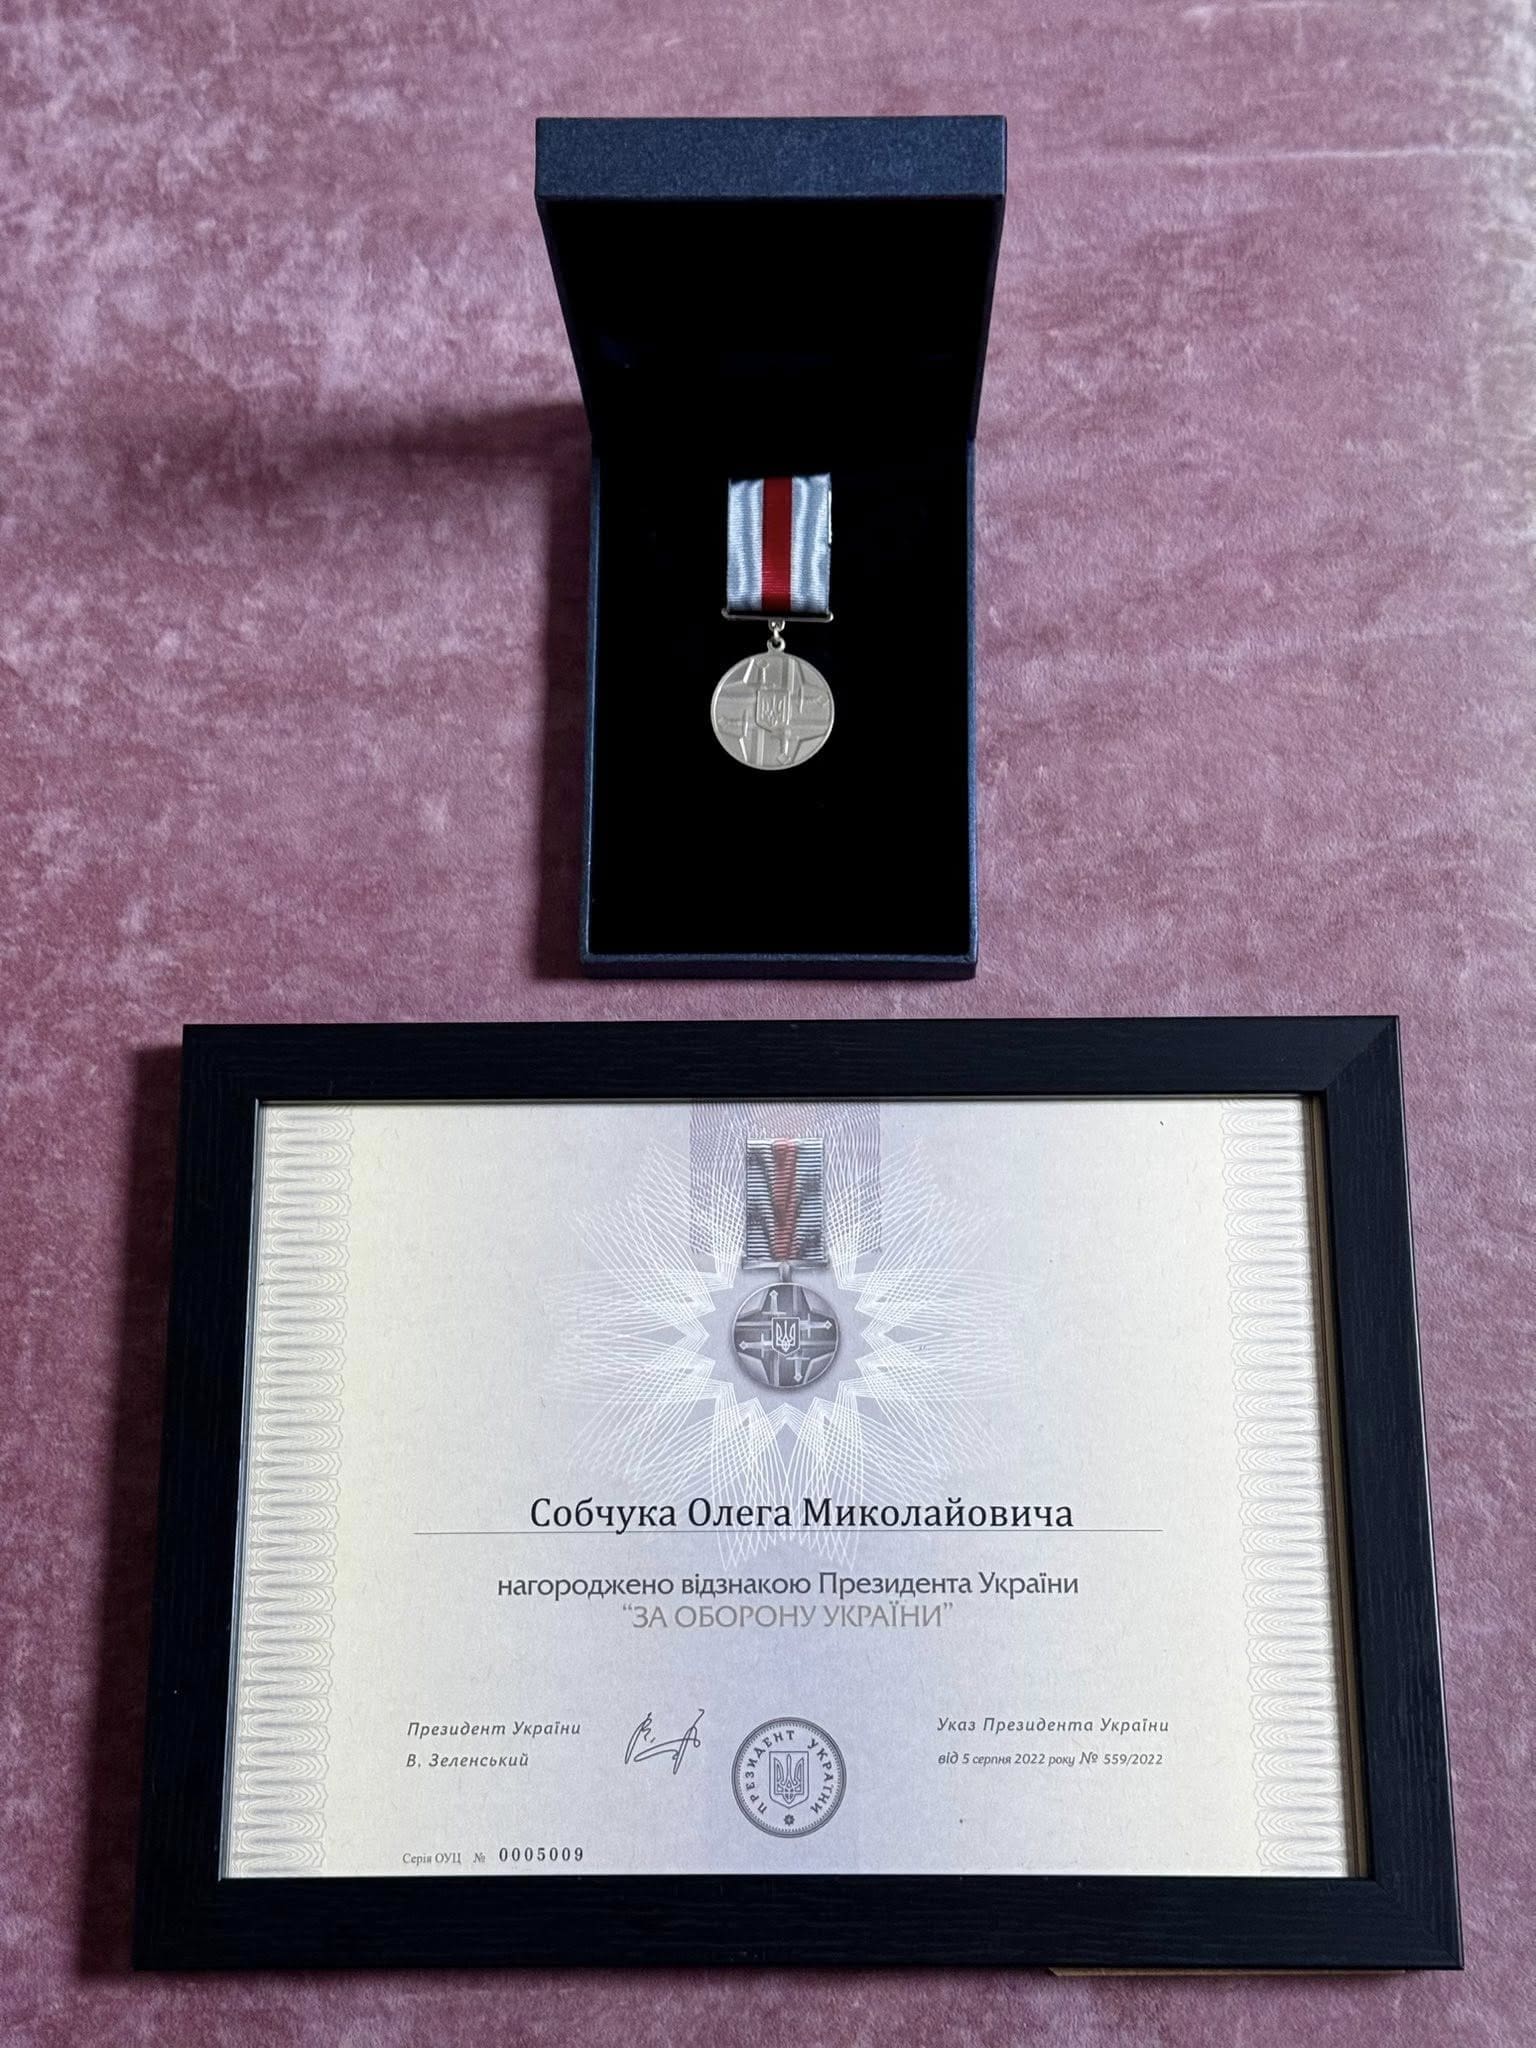 Собчука Олега Миколайовича
нагороджено відзнакою Президента України
“ЗА ОБОРОНУ УКРАЇНИ”
Президент України
В. Зеленський
ПРЕЗИДЕНТ УКРАЇНИ
Указ Президента України
від 5 серпня 2022 року № 559/2022
Серія ОУЦ № 0005009